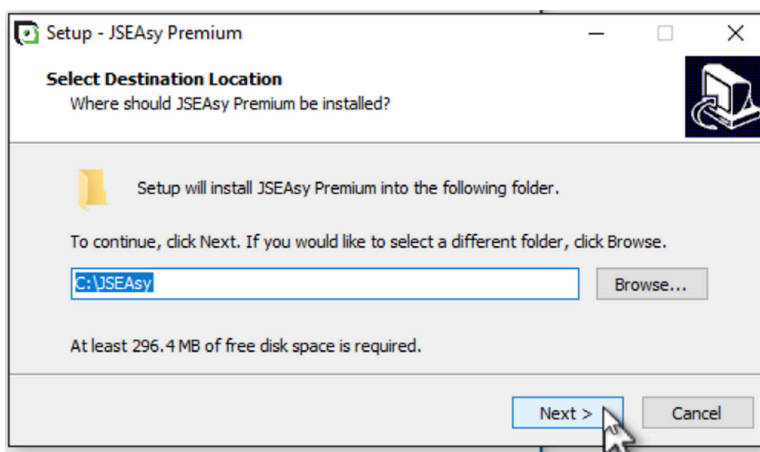 Setup - JSEAsy Premium
Select Destination Location
Where should JSEAsy Premium be installed?
Setup will install JSEAsy Premium into the following folder.
To continue, click Next. If you would like to select a different folder, click Browse.
C:\JSEAsy
Browse...
At least 296.4 MB of free disk space is required.
Next >
Cancel